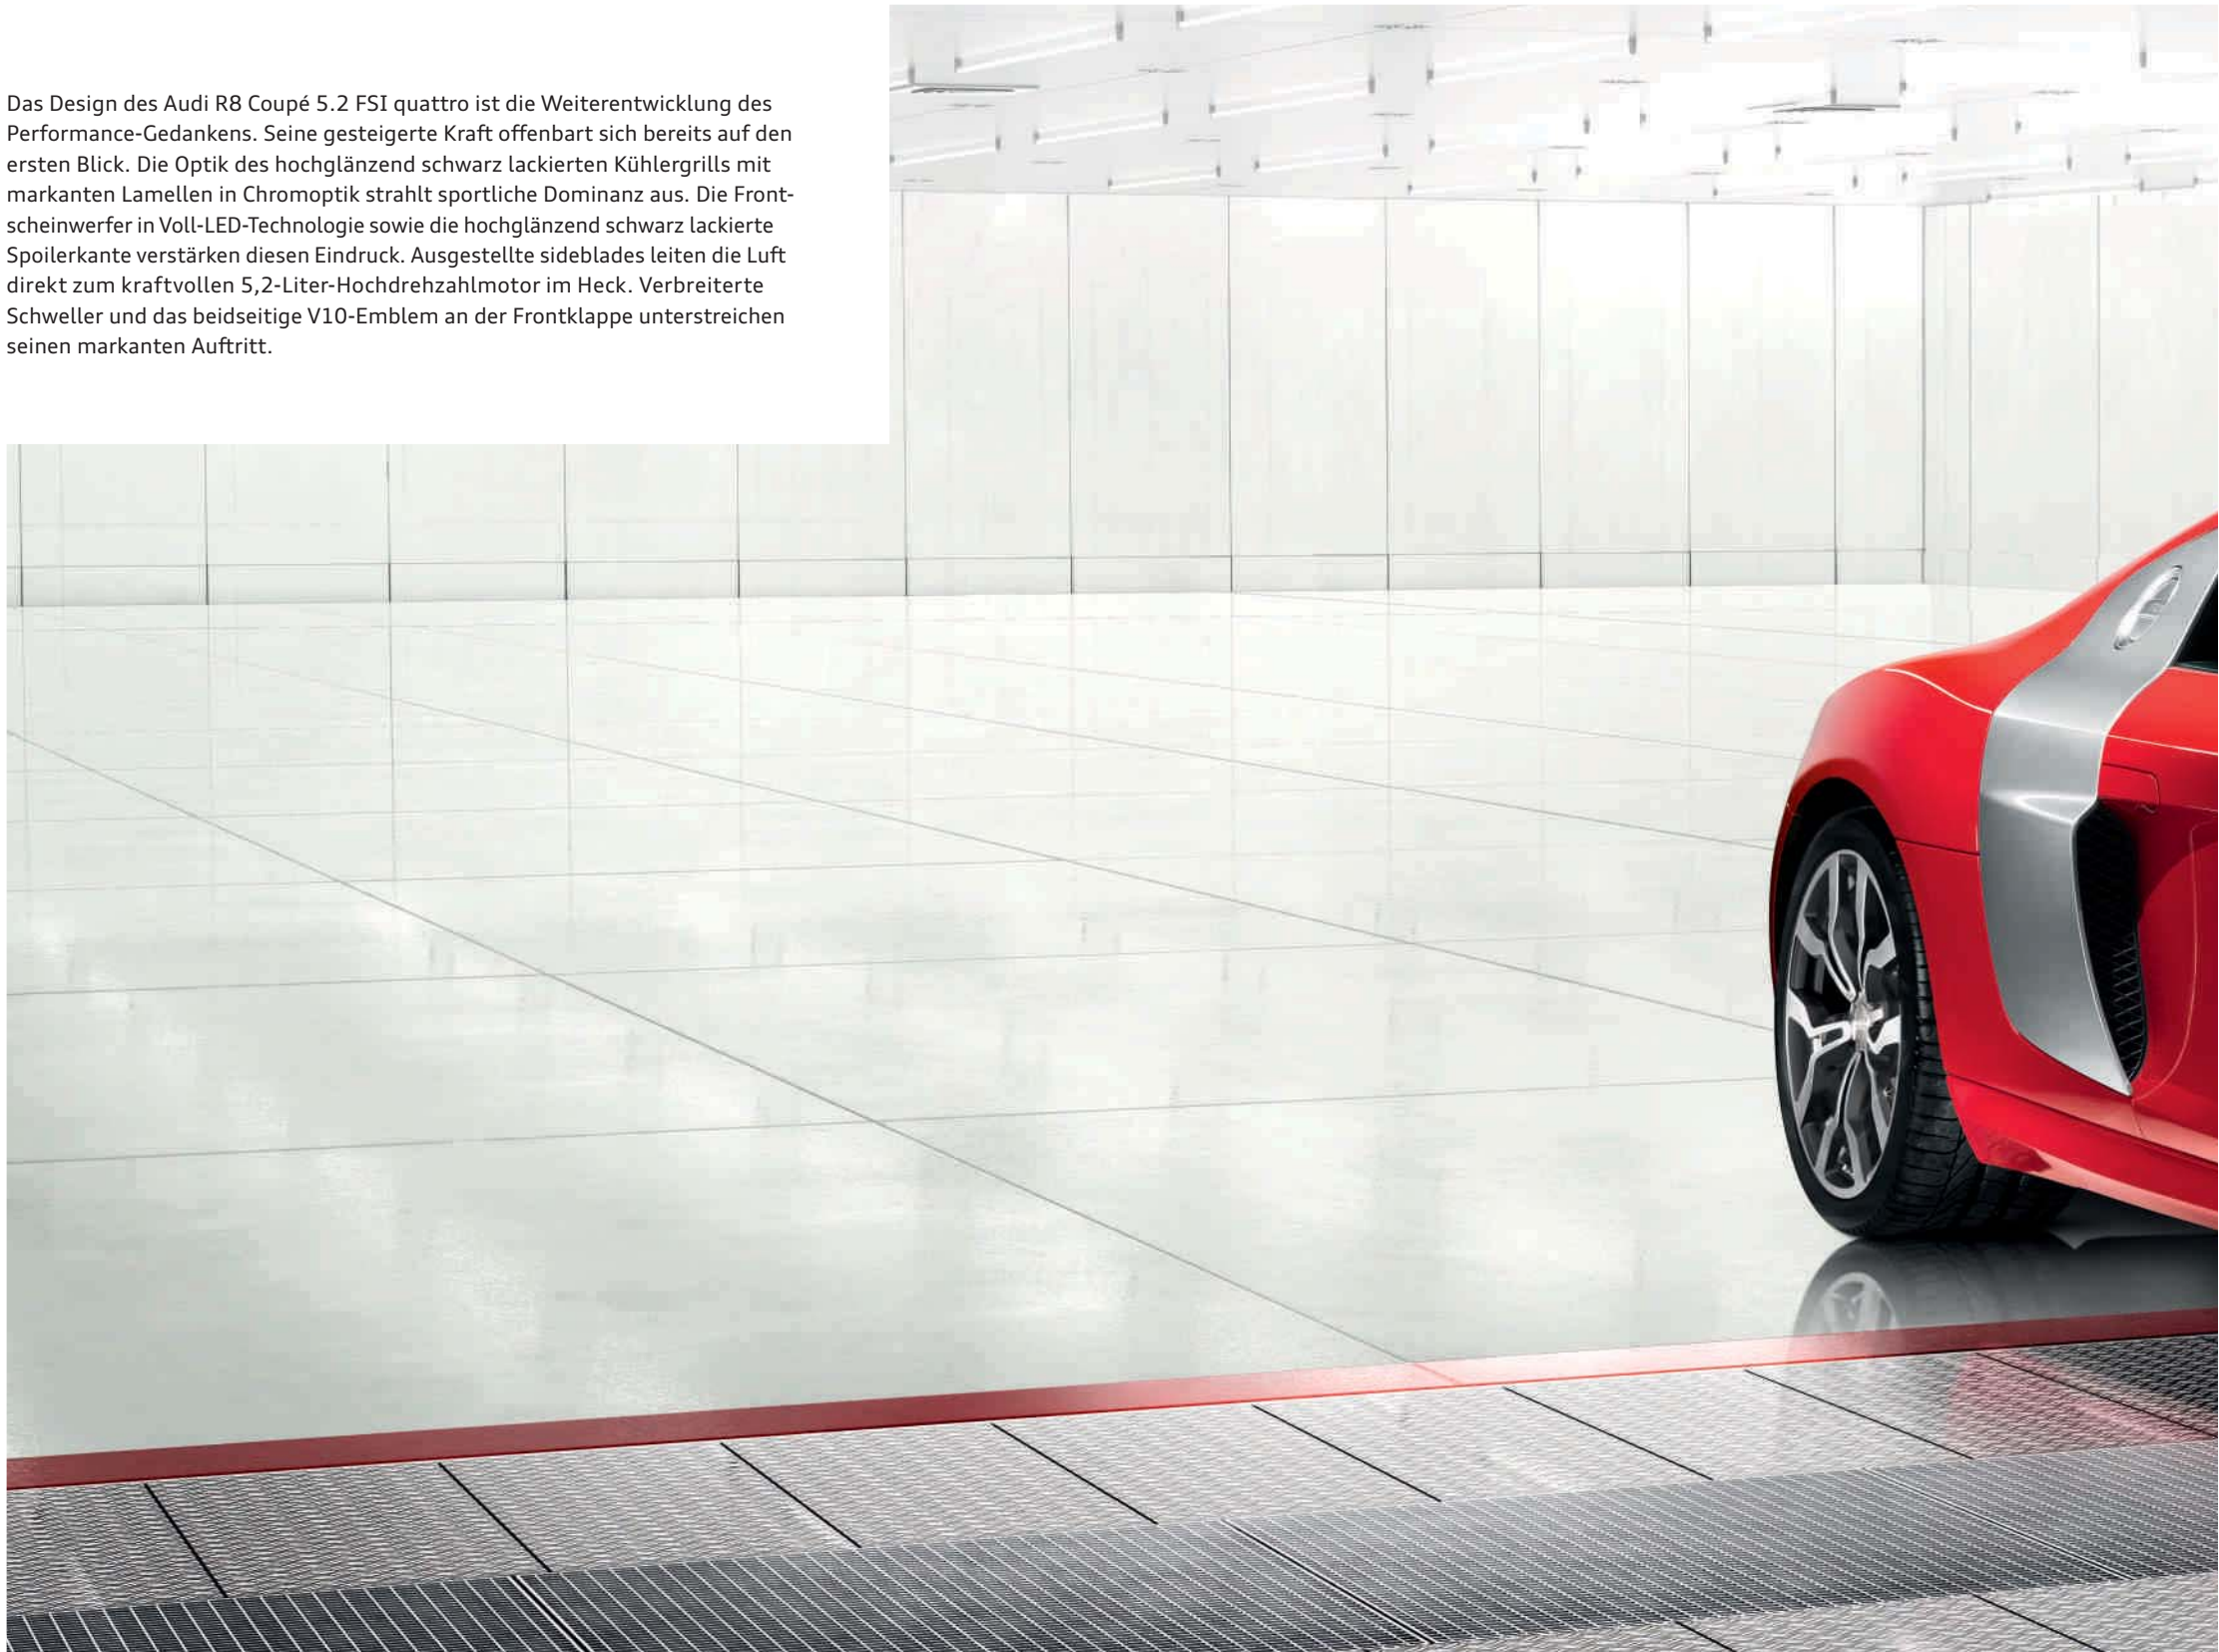 Das Design des Audi R8 Coupé 5.2 FSI quattro ist die Weiterentwicklung des
Performance-Gedankens. Seine gesteigerte Kraft offenbart sich bereits auf den
ersten Blick. Die Optik des hochglänzend schwarz lackierten Kühlergrills mit
markanten Lamellen in Chromoptik strahlt sportliche Dominanz aus. Die Front-
scheinwerfer in Voll-LED-Technologie sowie die hochglänzend schwarz lackierte
Spoilerkante verstärken diesen Eindruck. Ausgestellte sideblades leiten die Luft
direkt zum kraftvollen 5,2-Liter-Hochdrehzahlmotor im Heck. Verbreiterte
Schweller und das beidseitige V10-Emblem an der Frontklappe unterstreichen
seinen markanten Auftritt.